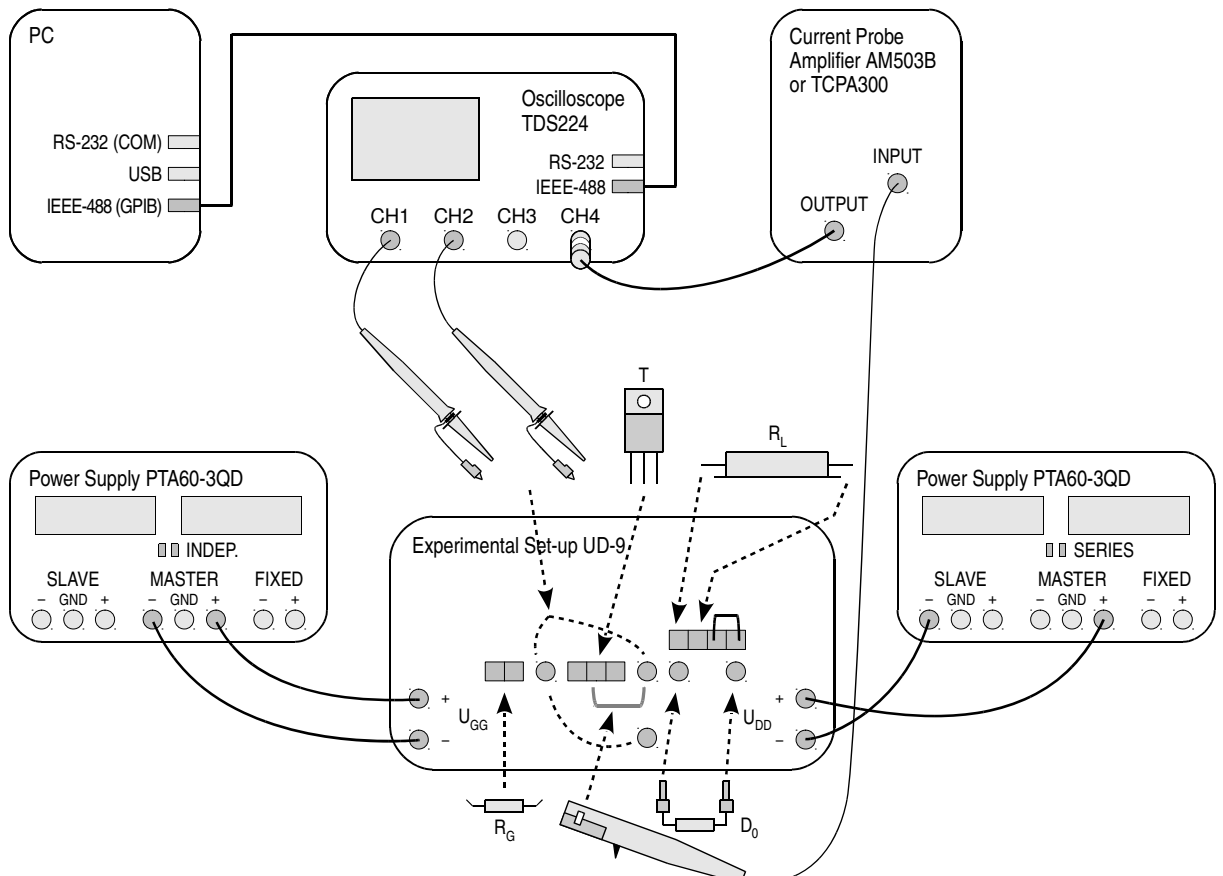 PC
RS-232 (COM)
USB
IEEE-488 (GPIB)
Oscilloscope
TDS224
RS-232
IEEE-488
CH1 CH2 CH3 CH4
Current Probe
Amplifier AM503B
or TCPA300
INPUT
OUTPUT
T
R_L
Power Supply PTA60-3QD
INDEP.
SLAVE MASTER FIXED
– GND + – GND + – +
Experimental Set-up UD-9
+
U_GG
–
+
U_DD
–
R_G
D_0
Power Supply PTA60-3QD
SERIES
SLAVE MASTER FIXED
– GND + – GND + – +